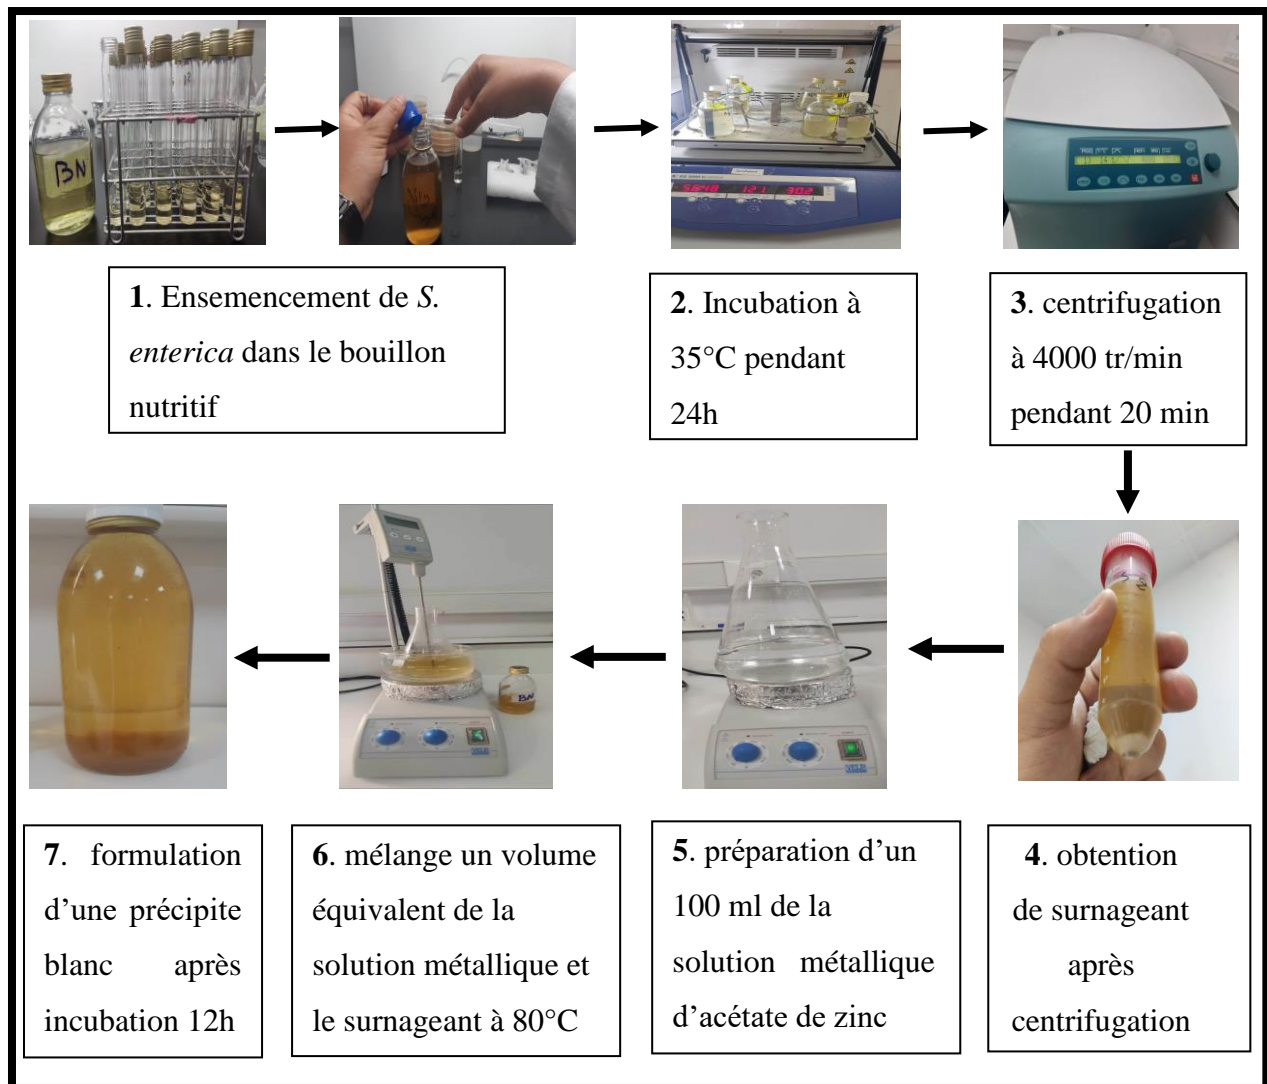 BN
1. Ensemencement de S.
enterica dans le bouillon
nutritif
2. Incubation à
35°C pendant
24h
3. centrifugation
à 4000 tr/min
pendant 20 min
4. obtention
de surnageant
après
centrifugation
5. préparation d’un
100 ml de la
solution métallique
d’acétate de zinc
BN
6. mélange un volume
équivalent de la
solution métallique et
le surnageant à 80°C
7. formulation
d’une précipite
blanc après
incubation 12h